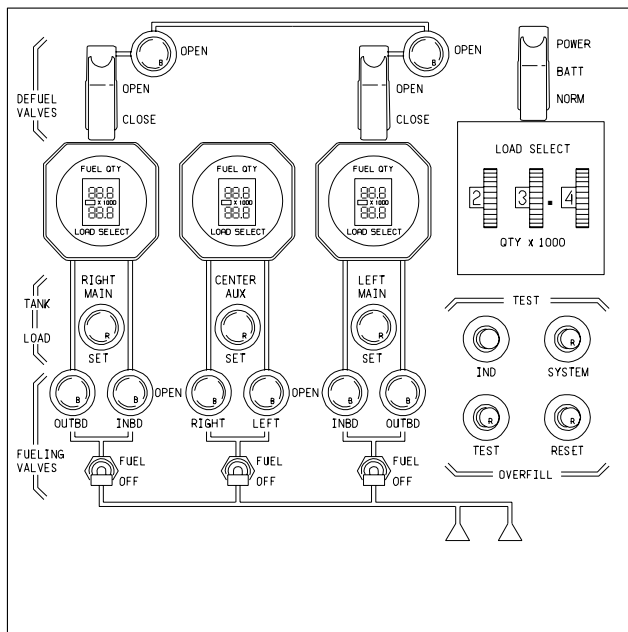 OPEN
B
B
OPEN
POWER
BATT
NORM
DEFUEL
VALVES
OPEN
CLOSE
OPEN
CLOSE
FUEL QTY
88.8
X 1000
88.8
LOAD SELECT
FUEL QTY
88.8
X 1000
88.8
LOAD SELECT
FUEL QTY
88.8
X 1000
88.8
LOAD SELECT
LOAD SELECT
2 3 . 4
QTY X 1000
TANK
LOAD
RIGHT
MAIN
R
SET
CENTER
AUX
R
SET
LEFT
MAIN
R
SET
TEST
IND
R
SYSTEM
R
TEST
R
RESET
OVERFILL
FUELING
VALVES
B
OUTBD
B
INBD
OPEN
B
RIGHT
B
LEFT
OPEN
B
INBD
B
OUTBD
FUEL
OFF
FUEL
OFF
FUEL
OFF